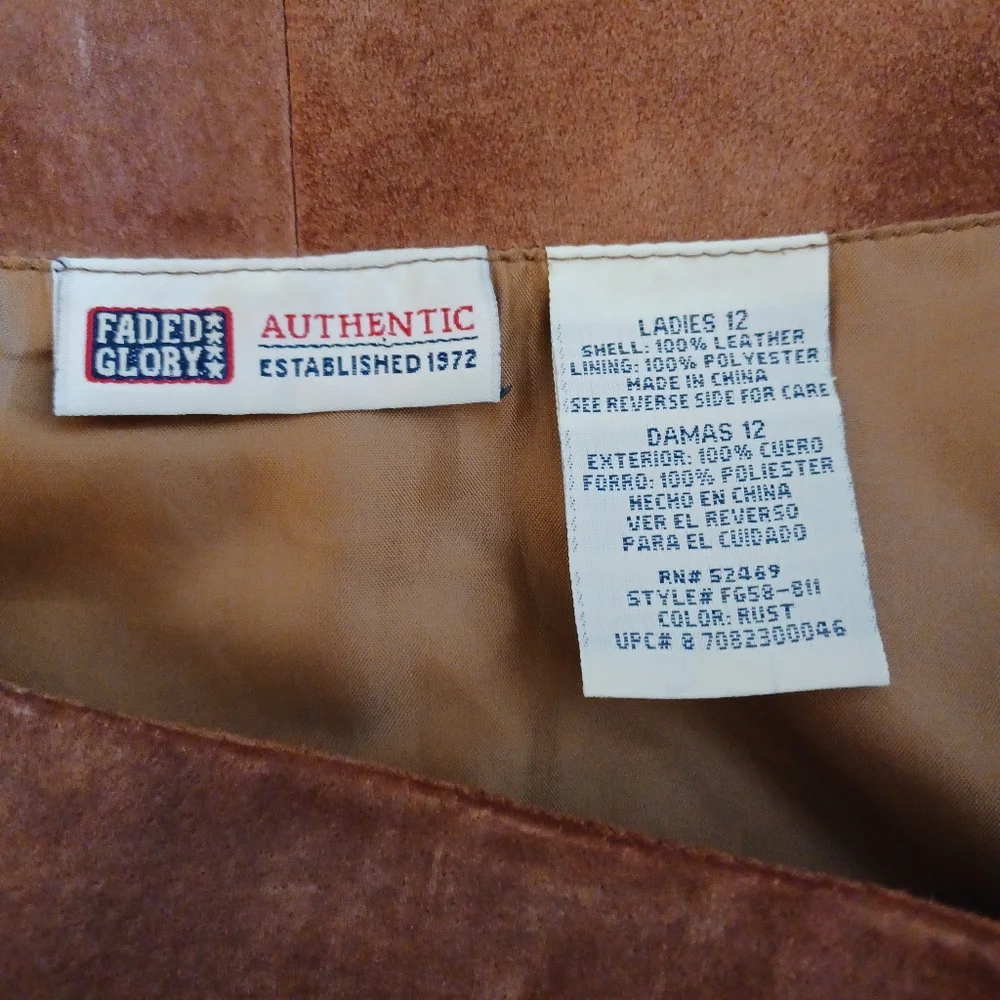 FADED
GLORY
AUTHENTIC
ESTABLISHED 1972
LADIES 12
SHELL: 100% LEATHER
LINING: 100% POLYESTER
MADE IN CHINA
SEE REVERSE SIDE FOR CARE
DAMAS 12
EXTERIOR: 100% CUERO
FORRO: 100% POLIESTER
HECHO EN CHINA
VER EL REVERSO
PARA EL CUIDADO
RN# 52469
STYLE# FG58-811
COLOR: RUST
UPC# 8 7082300046